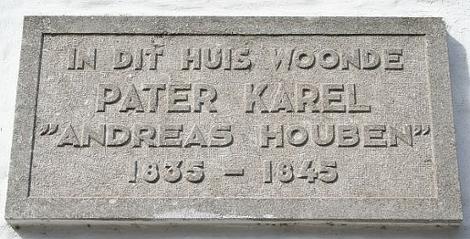 IN DIT HUIS WOONDE
PATER KAREL
"ANDREAS HOUBEN"
1835 - 1845